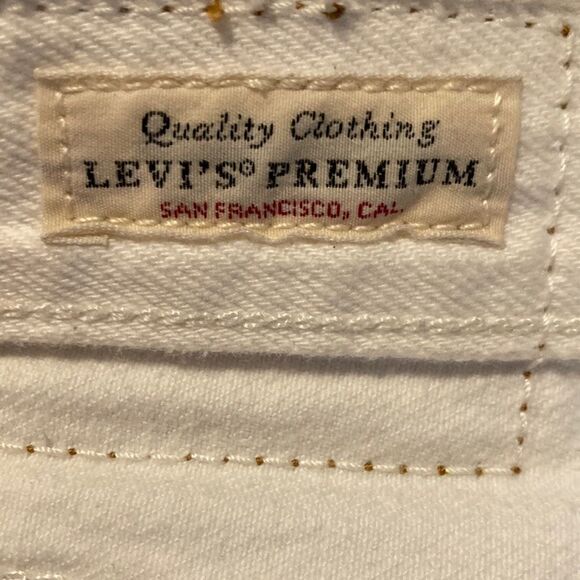 Quality Clothing
LEVI'S® PREMIUM
SAN FRANCISCO, CAL.